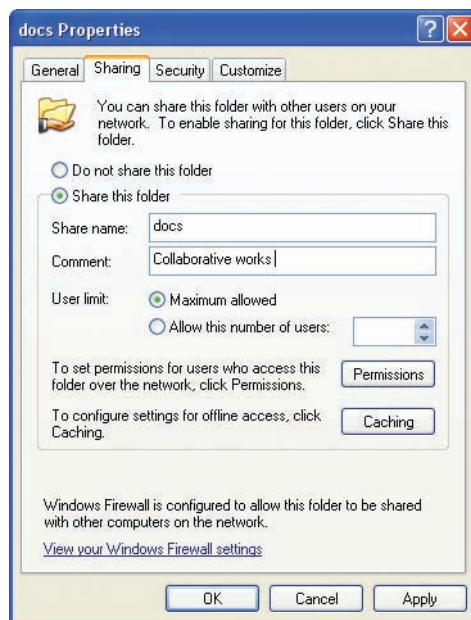 docs Properties
General Sharing Security Customize
You can share this folder with other users on your
network. To enable sharing for this folder, click Share this
folder.
Do not share this folder
Share this folder
Share name: docs
Comment: Collaborative works
User limit: Maximum allowed
Allow this number of users:
To set permissions for users who access this
folder over the network, click Permissions.
Permissions
To configure settings for offline access, click
Caching.
Caching
Windows Firewall is configured to allow this folder to be shared
with other computers on the network.
View your Windows Firewall settings
OK Cancel Apply